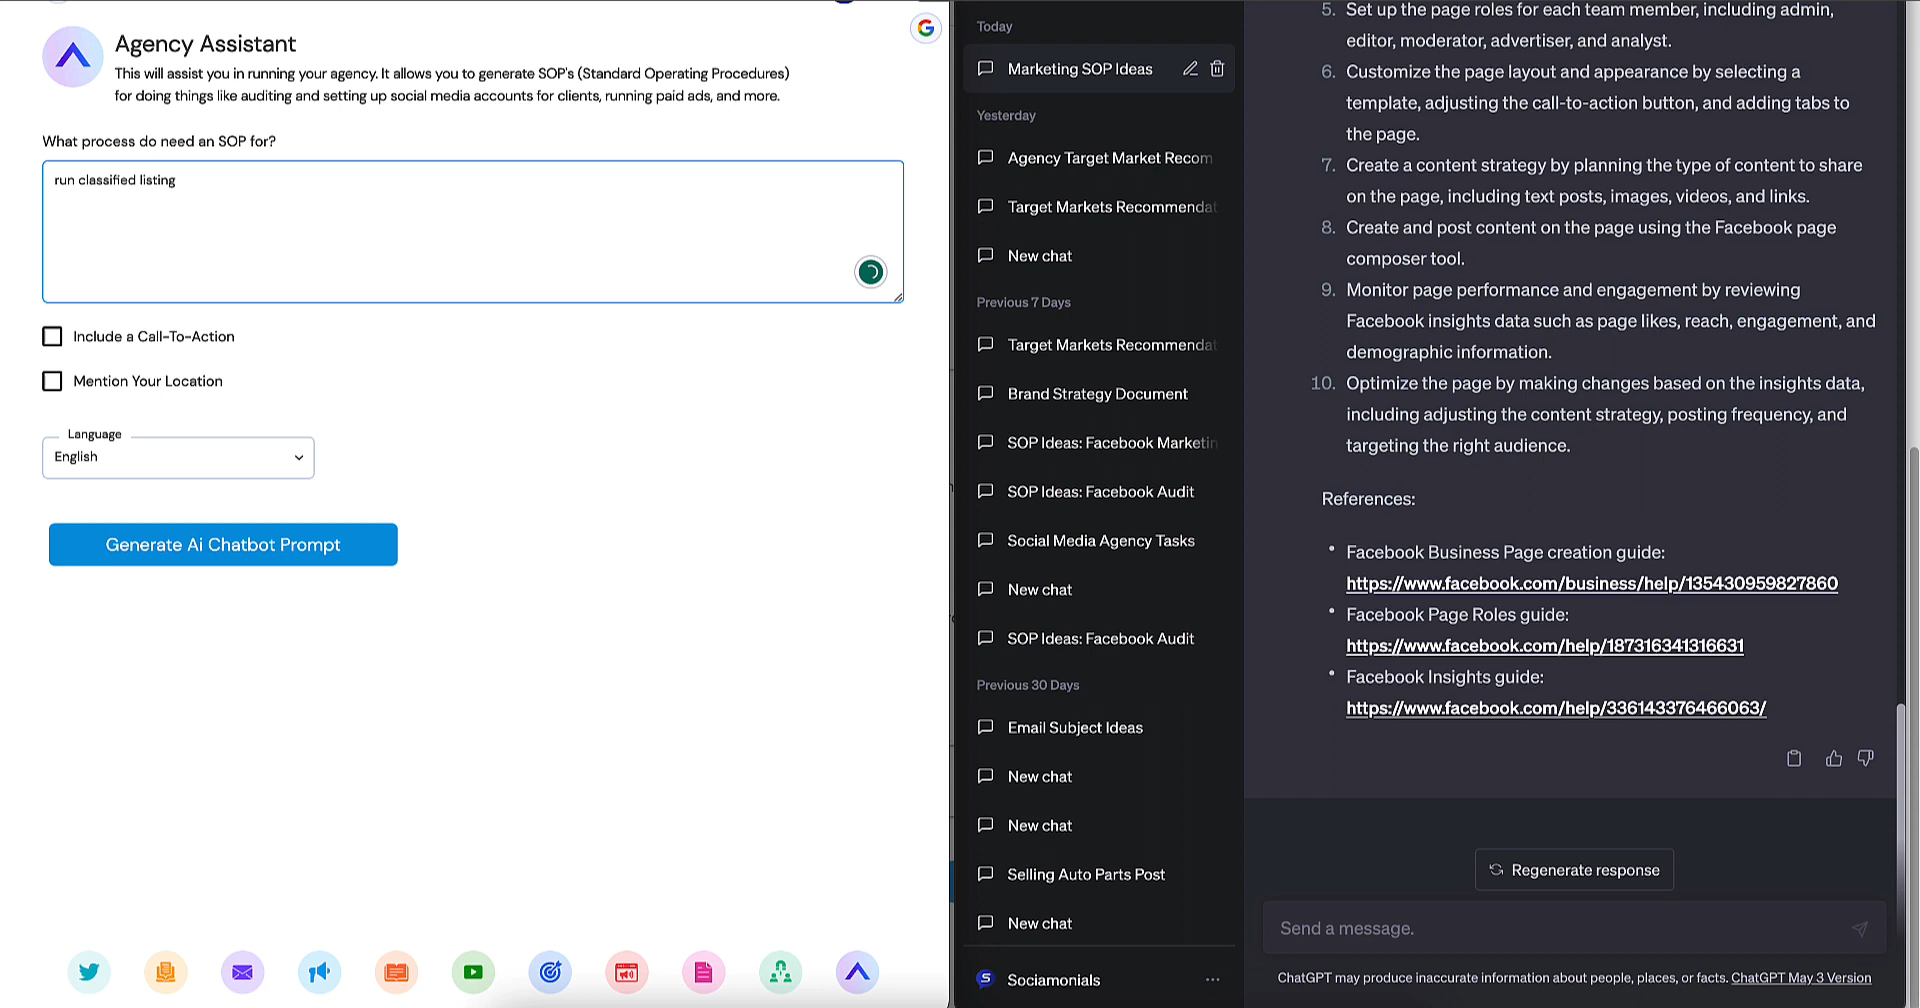 Agency Assistant
This will assist you in running your agency. It allows you to generate SOP's (Standard Operating Procedures)
for doing things like auditing and setting up social media accounts for clients, running paid ads, and more.
What process do need an SOP for?
run classified listing
Include a Call-To-Action
Mention Your Location
Language
English
Generate Ai Chatbot Prompt
Today
Marketing SOP Ideas
Yesterday
Agency Target Market Recom
Target Markets Recommendat
New chat
Previous 7 Days
Target Markets Recommendat
Brand Strategy Document
SOP Ideas: Facebook Marketin
SOP Ideas: Facebook Audit
Social Media Agency Tasks
New chat
SOP Ideas: Facebook Audit
Previous 30 Days
Email Subject Ideas
New chat
New chat
Selling Auto Parts Post
New chat
Sociamonials
5. Set up the page roles for each team member, including admin,
editor, moderator, advertiser, and analyst.
6. Customize the page layout and appearance by selecting a
template, adjusting the call-to-action button, and adding tabs to
the page.
7. Create a content strategy by planning the type of content to share
on the page, including text posts, images, videos, and links.
8. Create and post content on the page using the Facebook page
composer tool.
9. Monitor page performance and engagement by reviewing
Facebook insights data such as page likes, reach, engagement, and
demographic information.
10. Optimize the page by making changes based on the insights data,
including adjusting the content strategy, posting frequency, and
targeting the right audience.
References:
• Facebook Business Page creation guide:
https://www.facebook.com/business/help/135430959827860
• Facebook Page Roles guide:
https://www.facebook.com/help/187316341316631
• Facebook Insights guide:
https://www.facebook.com/help/336143376466063/
Regenerate response
Send a message.
ChatGPT may produce inaccurate information about people, places, or facts. ChatGPT May 3 Version